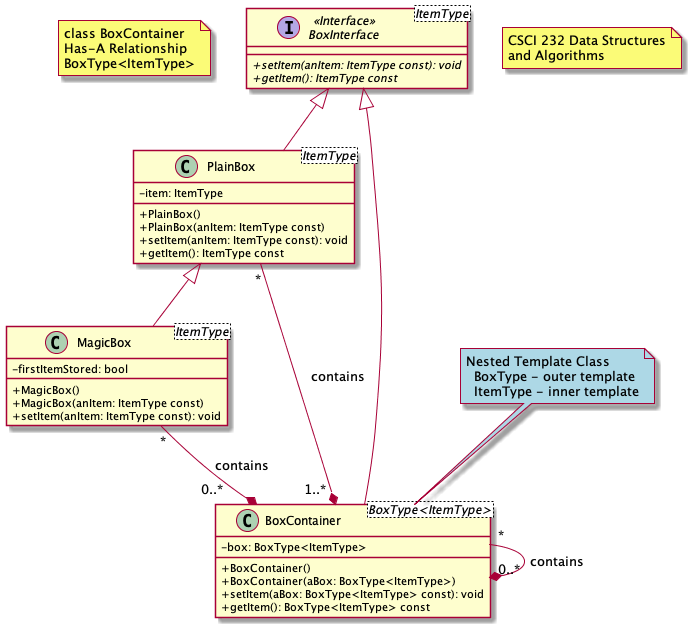 class BoxContainer
Has-A Relationship
BoxType<ItemType>
ItemType
I
«Interface»
BoxInterface
+setItem(anItem: ItemType const): void
+getItem(): ItemType const
CSCI 232 Data Structures
and Algorithms
ItemType
C
PlainBox
-item: ItemType
+PlainBox()
+PlainBox(anItem: ItemType const)
+setItem(anItem: ItemType const): void
+getItem(): ItemType const
*
contains
1..*
ItemType
C
MagicBox
-firstItemStored: bool
+MagicBox()
+MagicBox(anItem: ItemType const)
+setItem(anItem: ItemType const): void
*
contains
0..*
Nested Template Class
BoxType - outer template
ItemType - inner template
BoxType<ItemType>
C
BoxContainer
-box: BoxType<ItemType>
+BoxContainer()
+BoxContainer(aBox: BoxType<ItemType>)
+setItem(aBox: BoxType<ItemType> const): void
+getItem(): BoxType<ItemType> const
*
contains
0..*